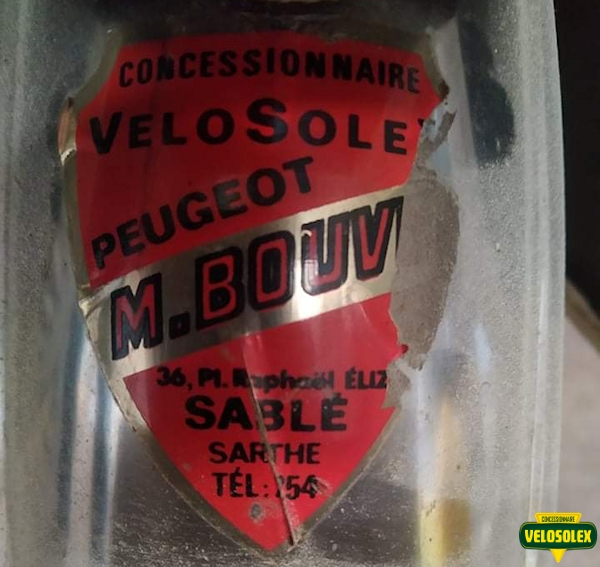 CONCESSIONNAIRE
VELOSOLE
PEUGEOT
M.BOUV
36, Pl. Raphaël ÉLIZ
SABLÉ
SARTHE
TÉL: 254
CONCESSIONNAIRE
VELOSOLEX